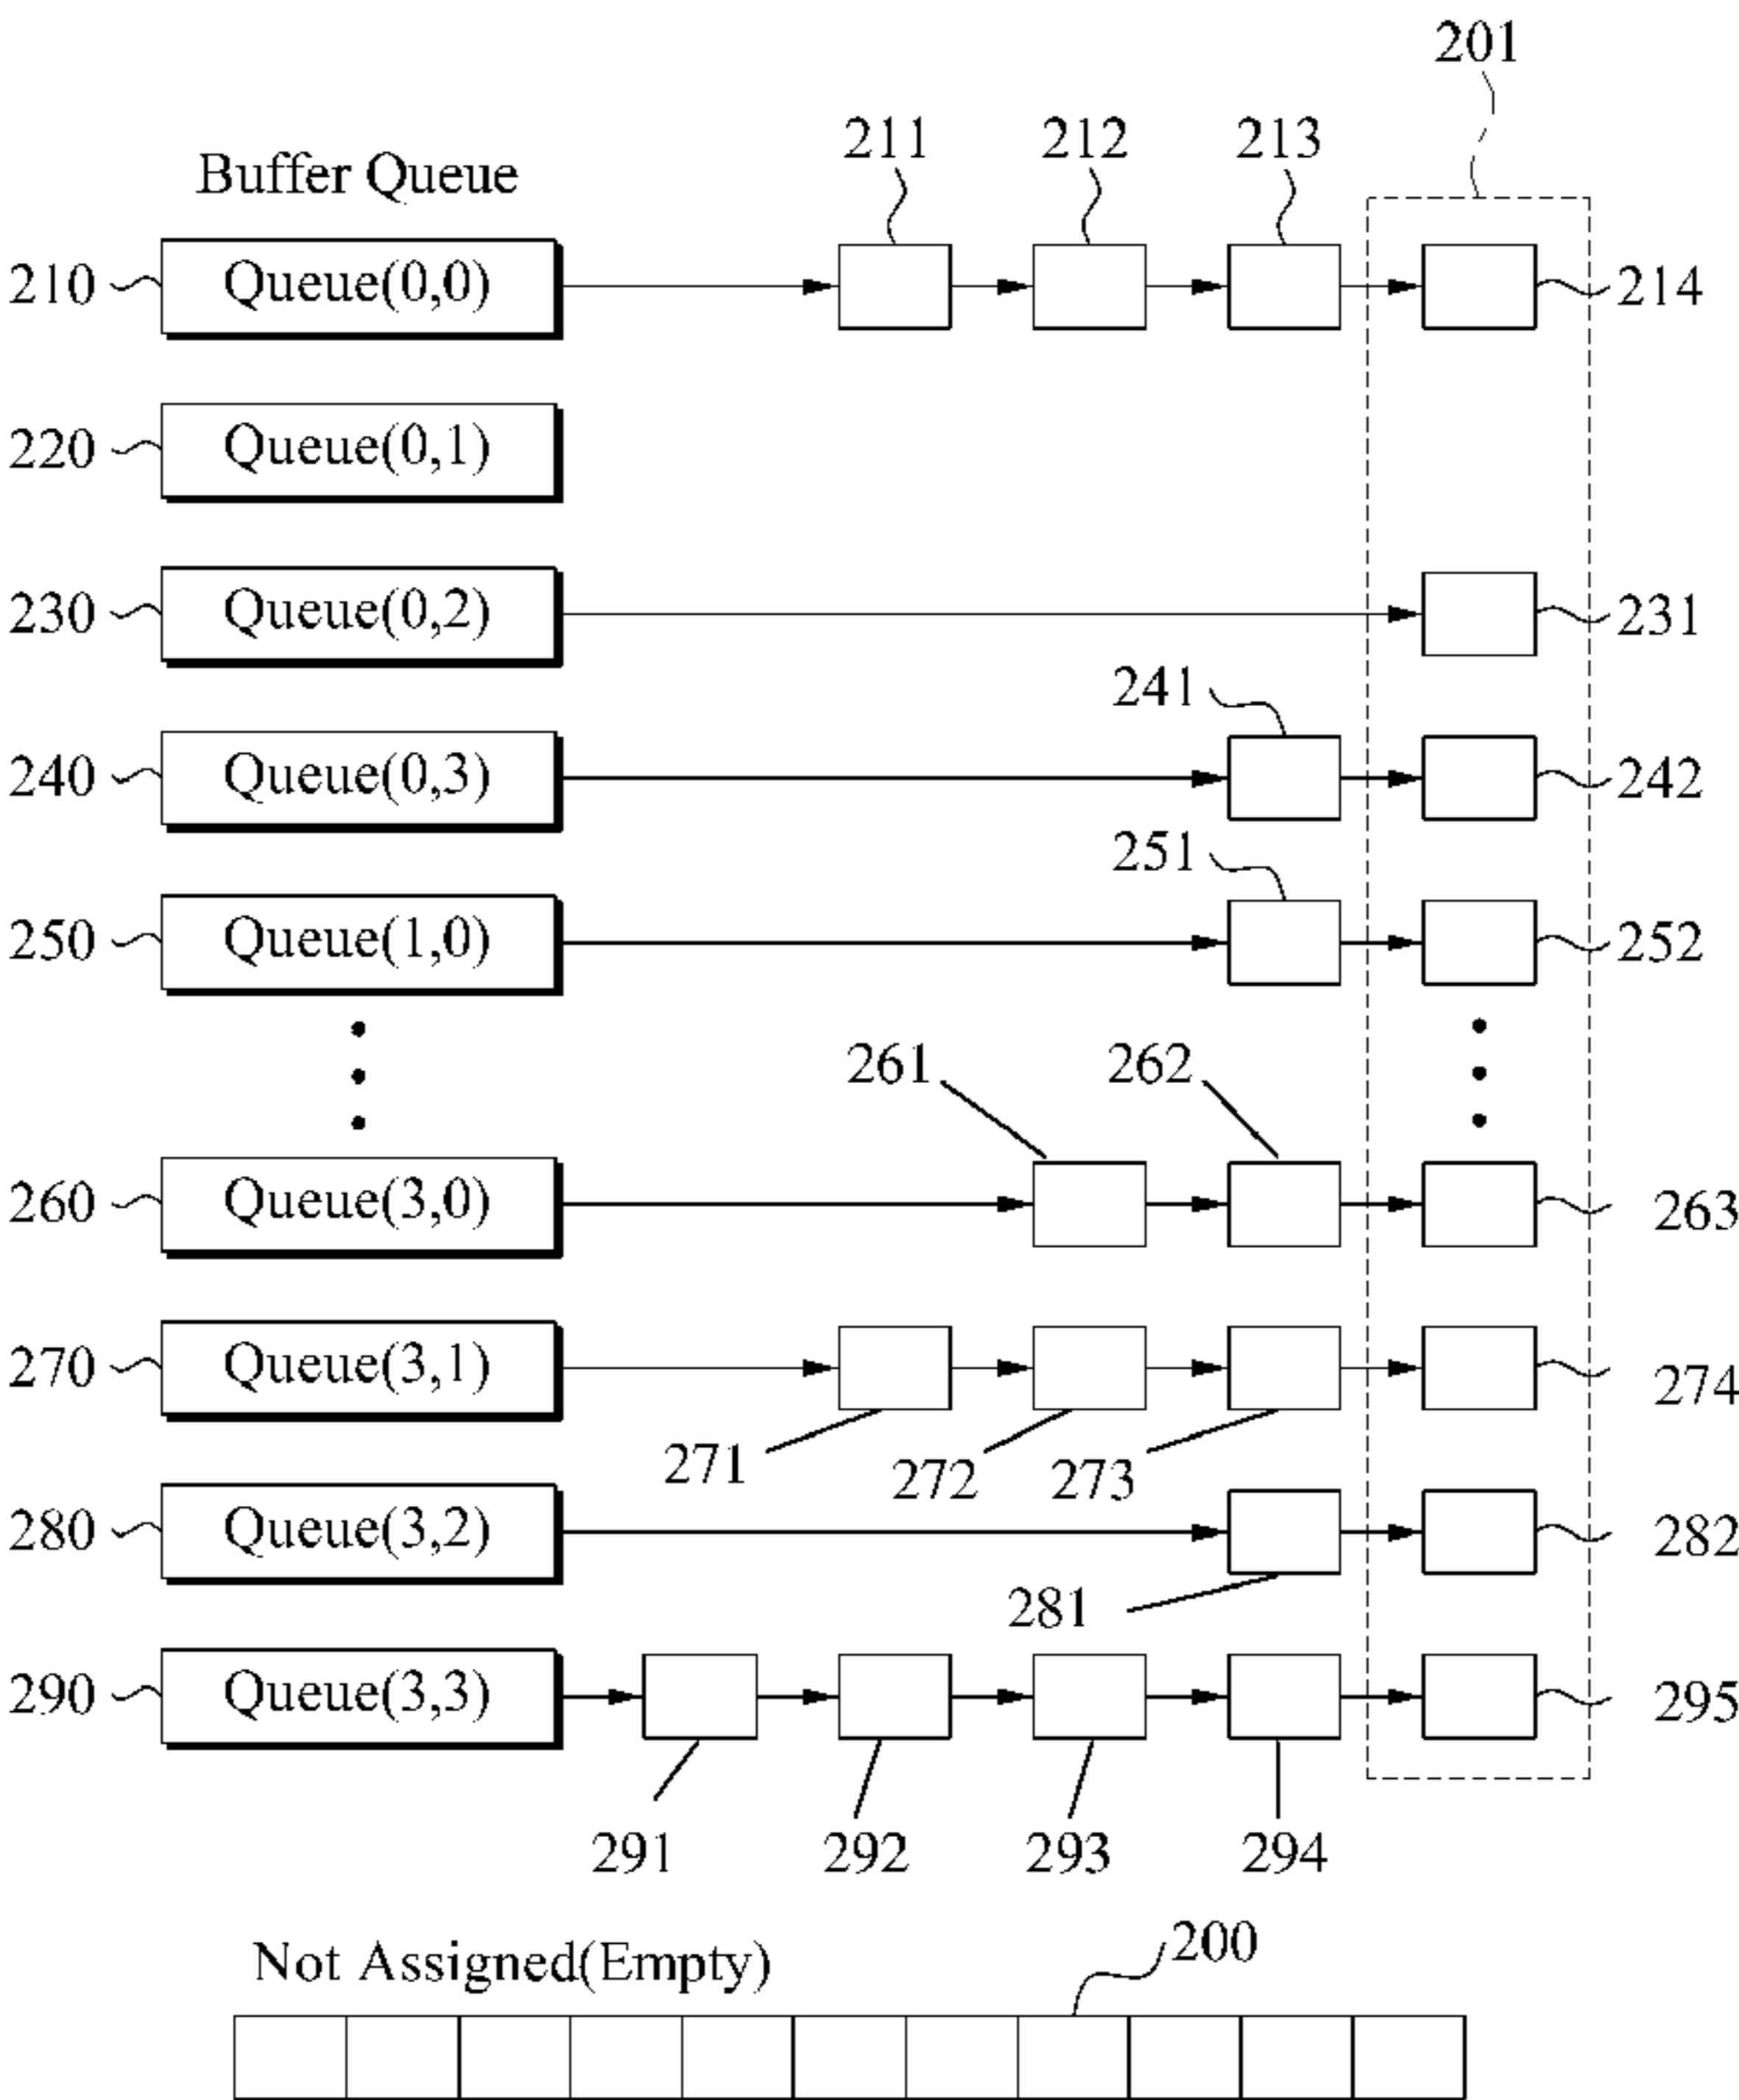 201
211 212 213
Buffer Queue
210 Queue(0,0) 214
220 Queue(0,1)
230 Queue(0,2) 231
241
240 Queue(0,3) 242
251
250 Queue(1,0) 252
261 262
260 Queue(3,0) 263
270 Queue(3,1) 274
271 272 273
280 Queue(3,2) 282
281
290 Queue(3,3) 295
291 292 293 294
200
Not Assigned(Empty)